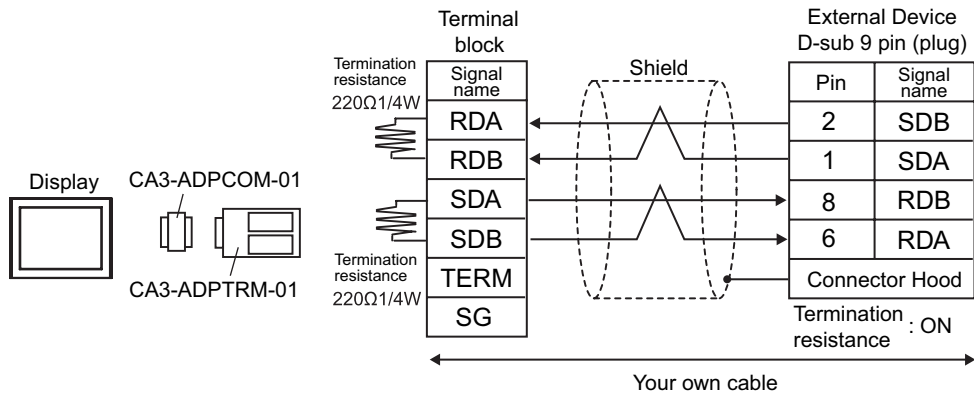 Display
CA3-ADPCOM-01
CA3-ADPTRM-01
Terminal
block
Termination
resistance
220Ω1/4W
Termination
resistance
220Ω1/4W
Signal
name
RDA
RDB
SDA
SDB
TERM
SG
Shield
External Device
D-sub 9 pin (plug)
Pin Signal
name
2 SDB
1 SDA
8 RDB
6 RDA
Connector Hood
Termination
resistance : ON
Your own cable